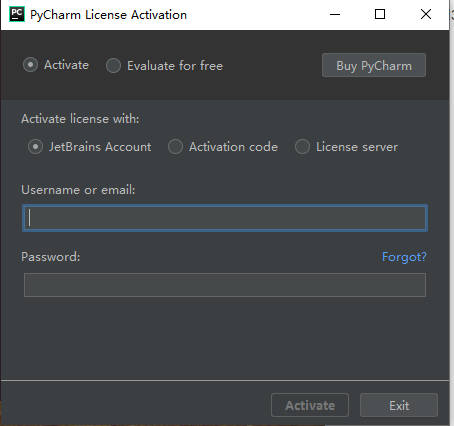 PyCharm License Activation
Activate Evaluate for free Buy PyCharm
Activate license with:
JetBrains Account Activation code License server
Username or email:
Password: Forgot?
Activate Exit